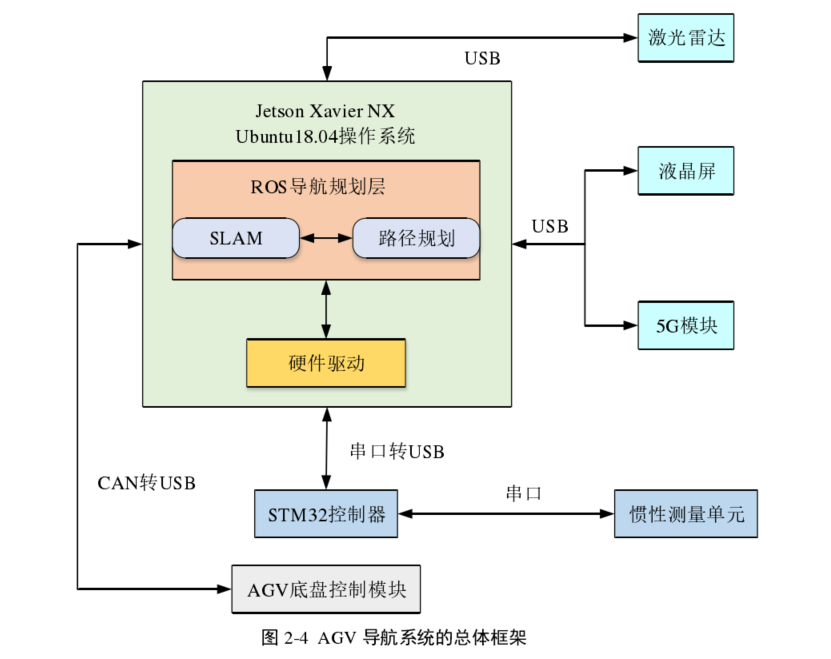 激光雷达
USB
Jetson Xavier NX
Ubuntu18.04操作系统
ROS导航规划层
SLAM
路径规划
硬件驱动
USB
液晶屏
5G模块
串口转USB
CAN转USB
STM32控制器
串口
惯性测量单元
AGV底盘控制模块
图 2-4 AGV 导航系统的总体框架